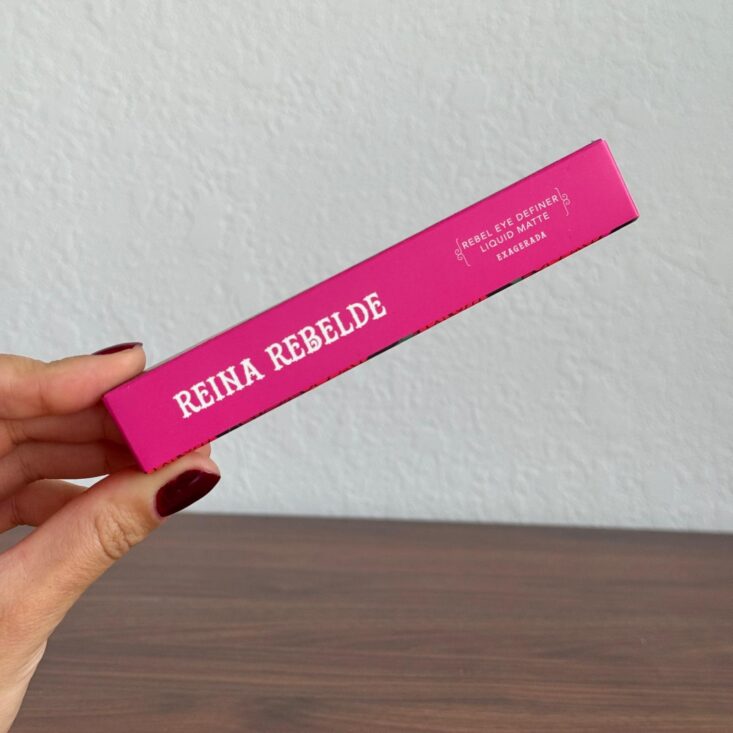 REINA REBELDE
REBEL EYE DEFINER
LIQUID MATTE
EXAGERADA